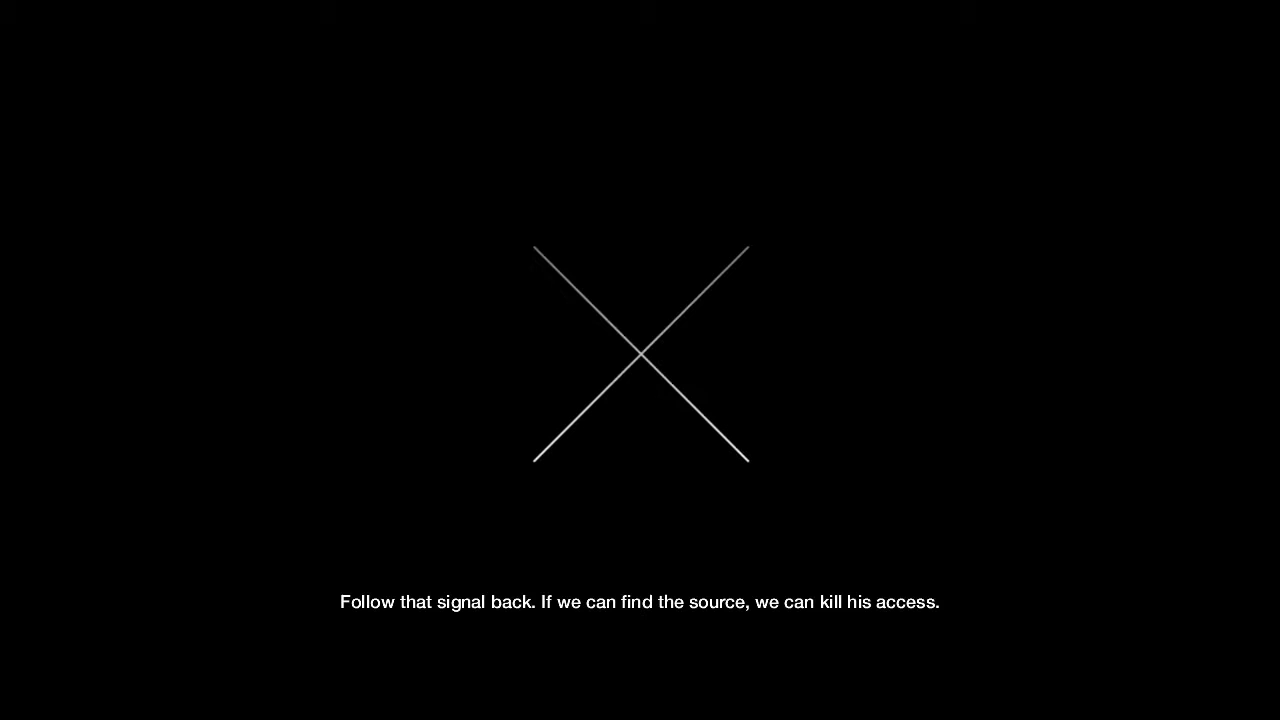 Follow that signal back. If we can find the source, we can kill his access.